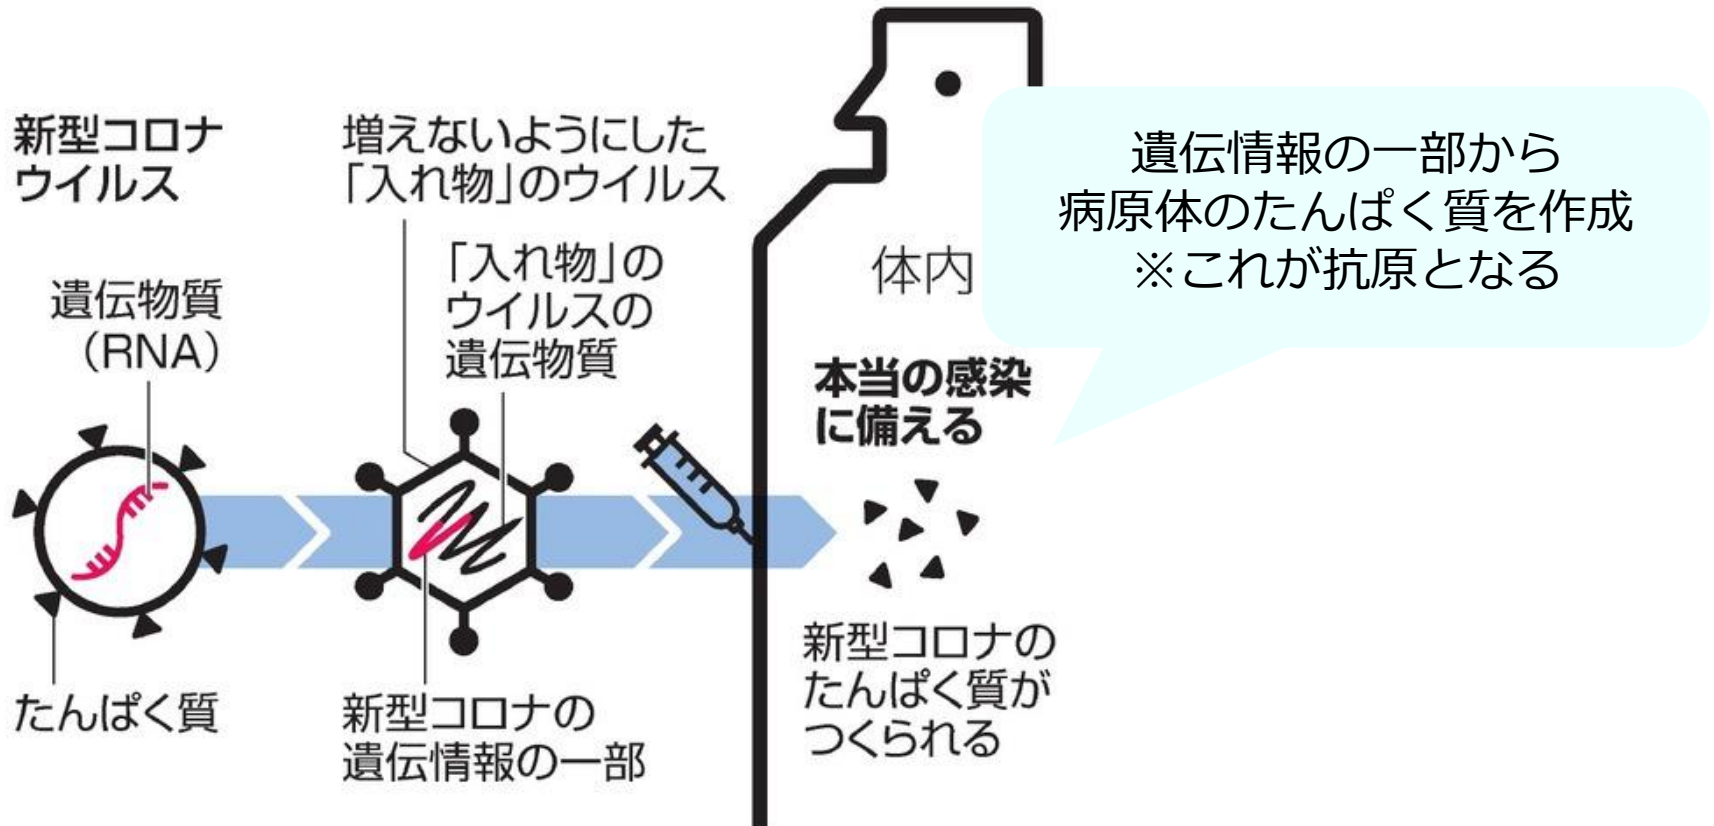 新型コロナ
ウイルス
遺伝物質
（RNA）
たんぱく質
増えないようにした
「入れ物」のウイルス
「入れ物」の
ウイルスの
遺伝物質
新型コロナの
遺伝情報の一部
体内
本当の感染
に備える
新型コロナの
たんぱく質が
つくられる
遺伝情報の一部から
病原体のたんぱく質を作成
※これが抗原となる